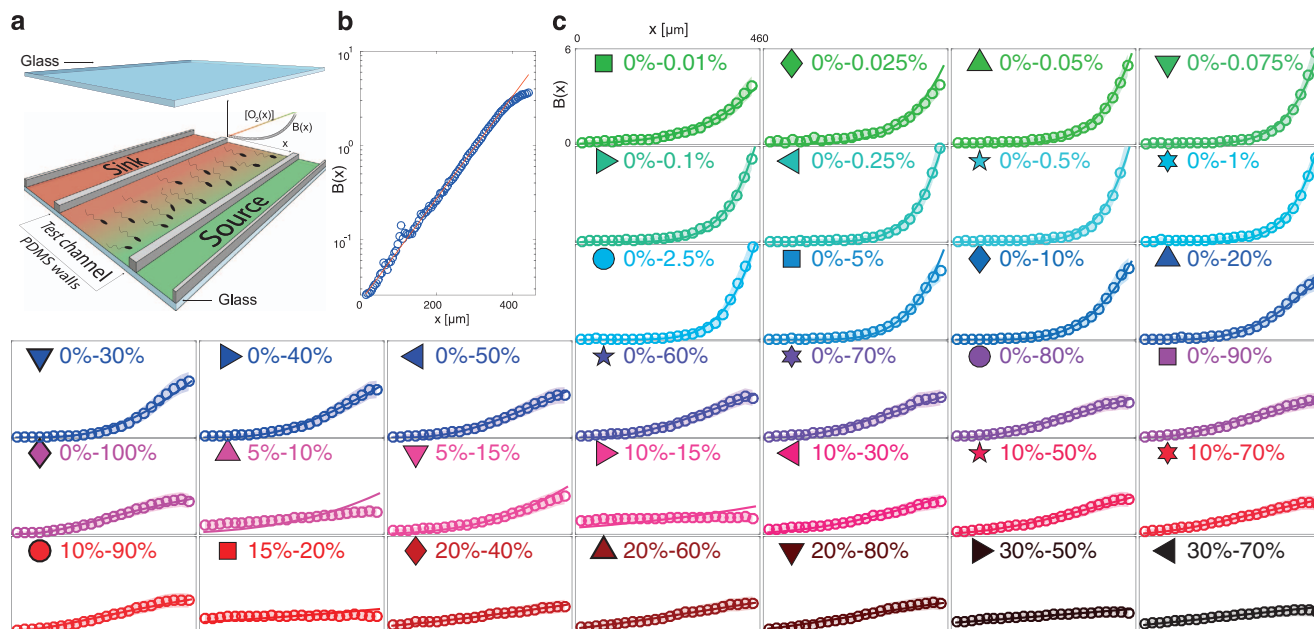 a
Glass
[O2(x)]
B(x)
x
Sink
Source
Test channel
PDMS walls
Glass
b
10^1
10^0
10^-1
B(x)
0
200
400
x [μm]
c
x [μm]
0
460
6
B(x)
0
0%-0.01%
0%-0.025%
0%-0.05%
0%-0.075%
0%-0.1%
0%-0.25%
0%-0.5%
0%-1%
0%-2.5%
0%-5%
0%-10%
0%-20%
0%-30%
0%-40%
0%-50%
0%-60%
0%-70%
0%-80%
0%-90%
0%-100%
5%-10%
5%-15%
10%-15%
10%-30%
10%-50%
10%-70%
10%-90%
15%-20%
20%-40%
20%-60%
20%-80%
30%-50%
30%-70%